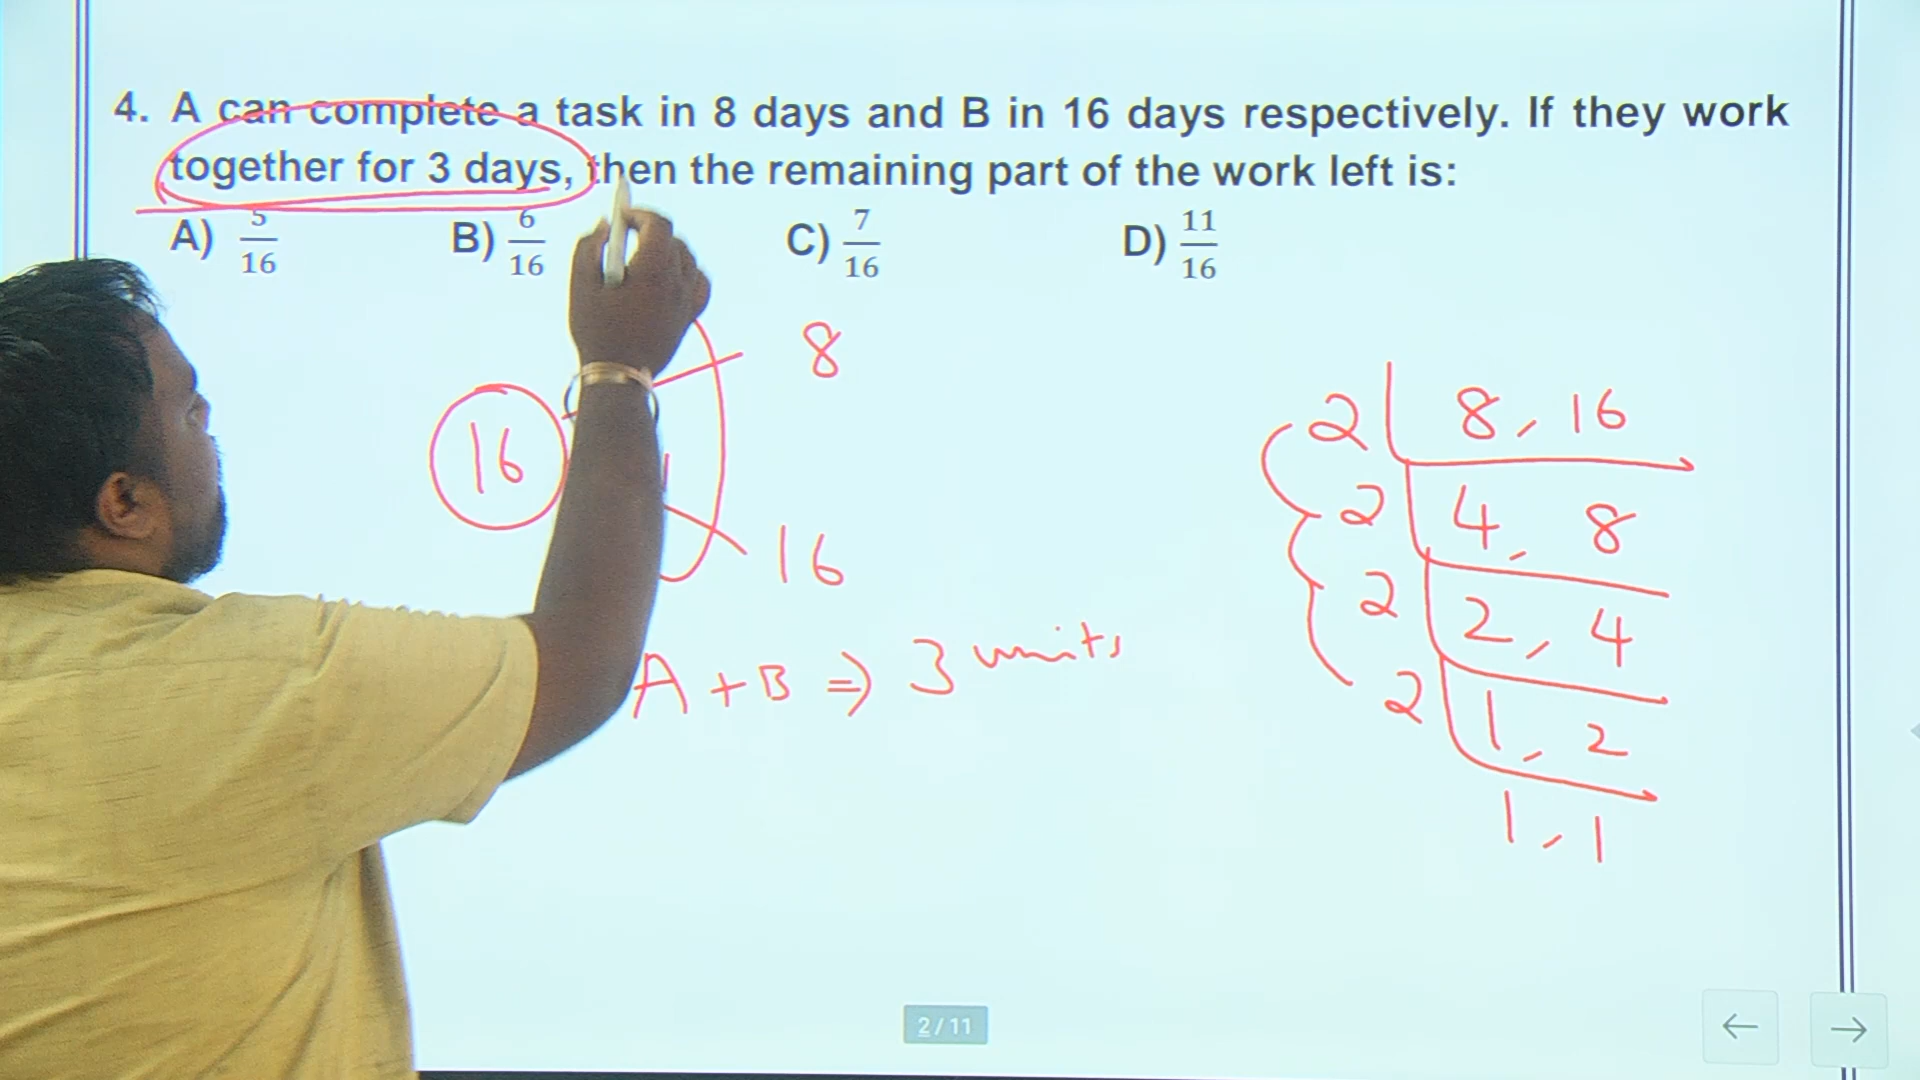 4. A can complete a task in 8 days and B in 16 days respectively. If they work
together for 3 days, then the remaining part of the work left is:
A) 5/16 B) 6/16 C) 7/16 D) 11/16
8
16
16
A + B ⇒ 3 units
2 8, 16
2 4, 8
2 2, 4
2 1, 2
1, 1
2 / 11